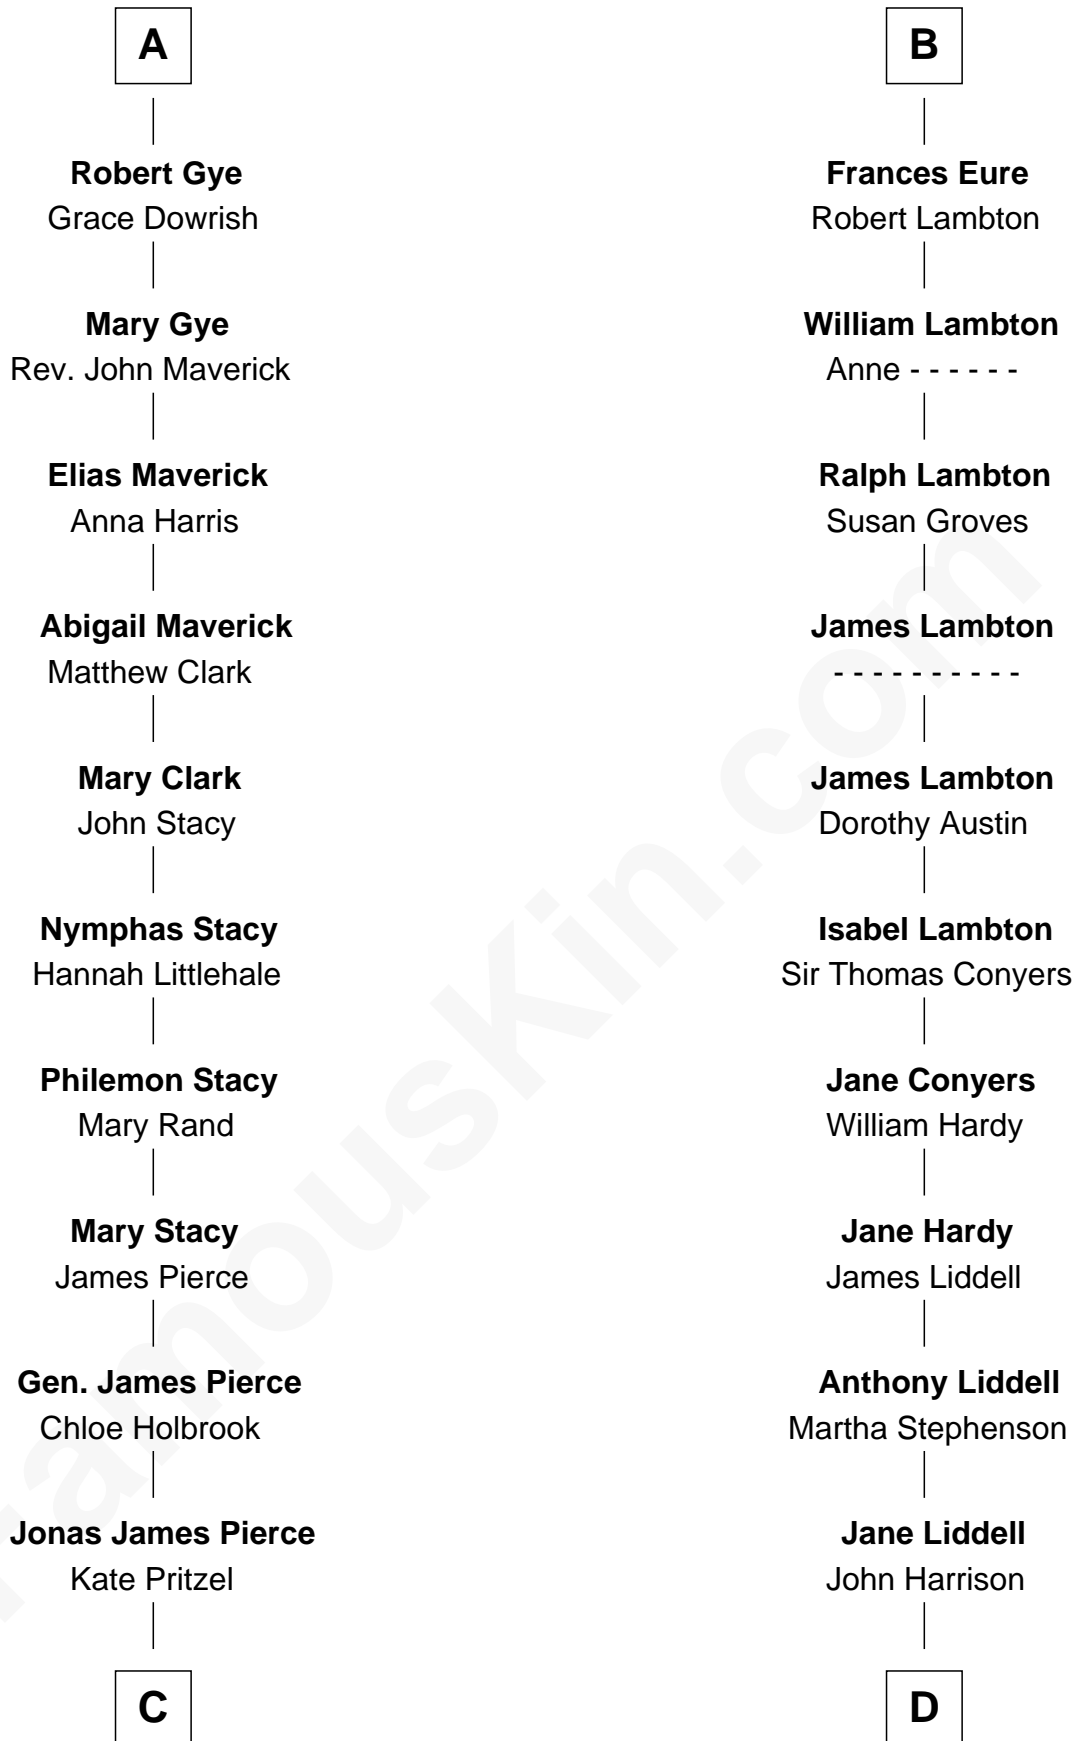 A
Robert Gye
Grace Dowrish
Mary Gye
Rev. John Maverick
Elias Maverick
Anna Harris
Abigail Maverick
Matthew Clark
Mary Clark
John Stacy
Nymphas Stacy
Hannah Littlehale
Philemon Stacy
Mary Rand
Mary Stacy
James Pierce
Gen. James Pierce
Chloe Holbrook
Jonas James Pierce
Kate Pritzel
C
B
Frances Eure
Robert Lambton
William Lambton
Anne - - - - - -
Ralph Lambton
Susan Groves
James Lambton
- - - - - - - - - -
James Lambton
Dorothy Austin
Isabel Lambton
Sir Thomas Conyers
Jane Conyers
William Hardy
Jane Hardy
James Liddell
Anthony Liddell
Martha Stephenson
Jane Liddell
John Harrison
D
FamousKin.com